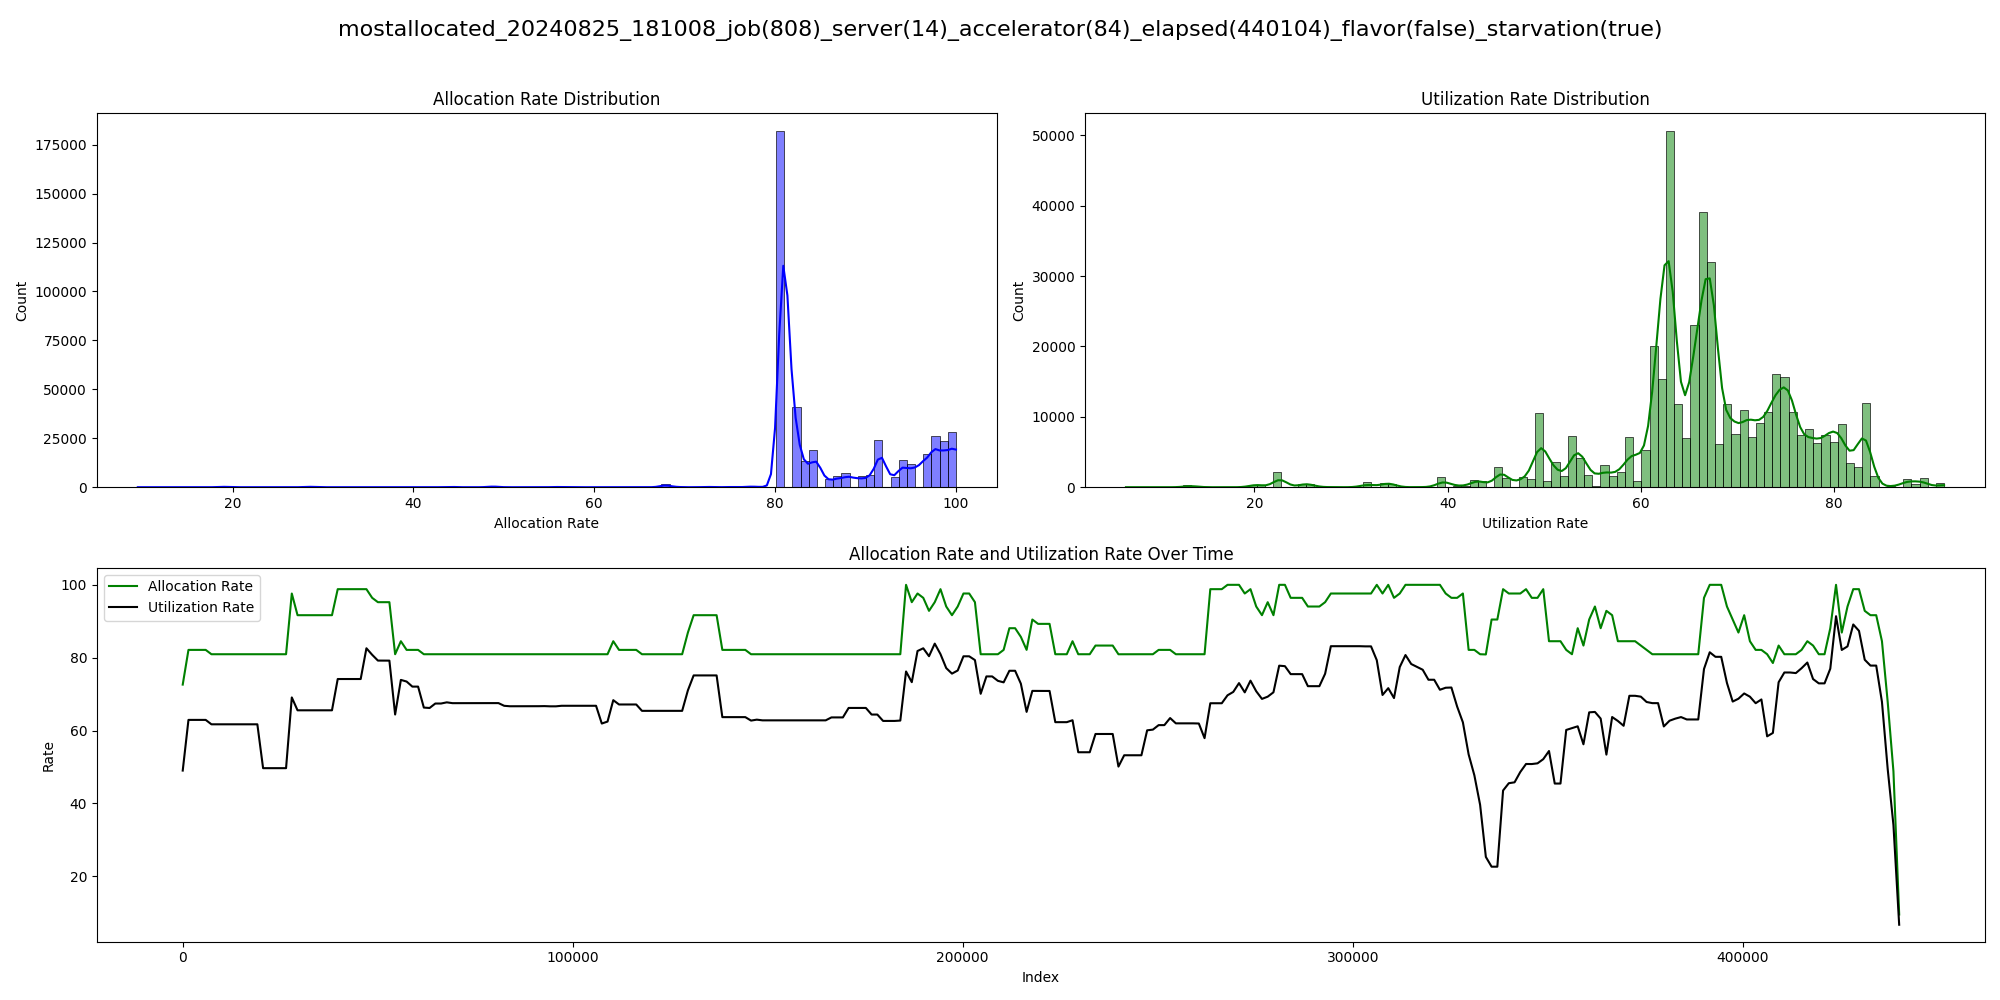 mostallocated_20240825_181008_job(808)_server(14)_accelerator(84)_elapsed(440104)_flavor(false)_starvation(true)
Allocation Rate Distribution
Count
175000
150000
125000
100000
75000
50000
25000
0
20
40
60
80
100
Allocation Rate
Utilization Rate Distribution
Count
50000
40000
30000
20000
10000
0
20
40
60
80
Utilization Rate
Allocation Rate and Utilization Rate Over Time
Allocation Rate
Utilization Rate
Rate
100
80
60
40
20
0
100000
200000
300000
400000
Index